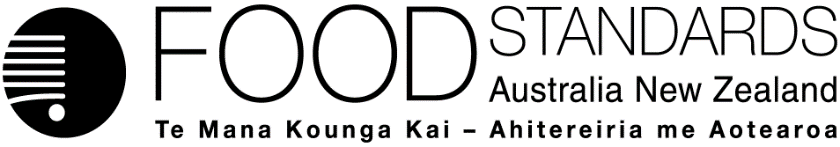 FOOD STANDARDS
Australia New Zealand
Te Mana Kounga Kai – Ahitereiria me Aotearoa